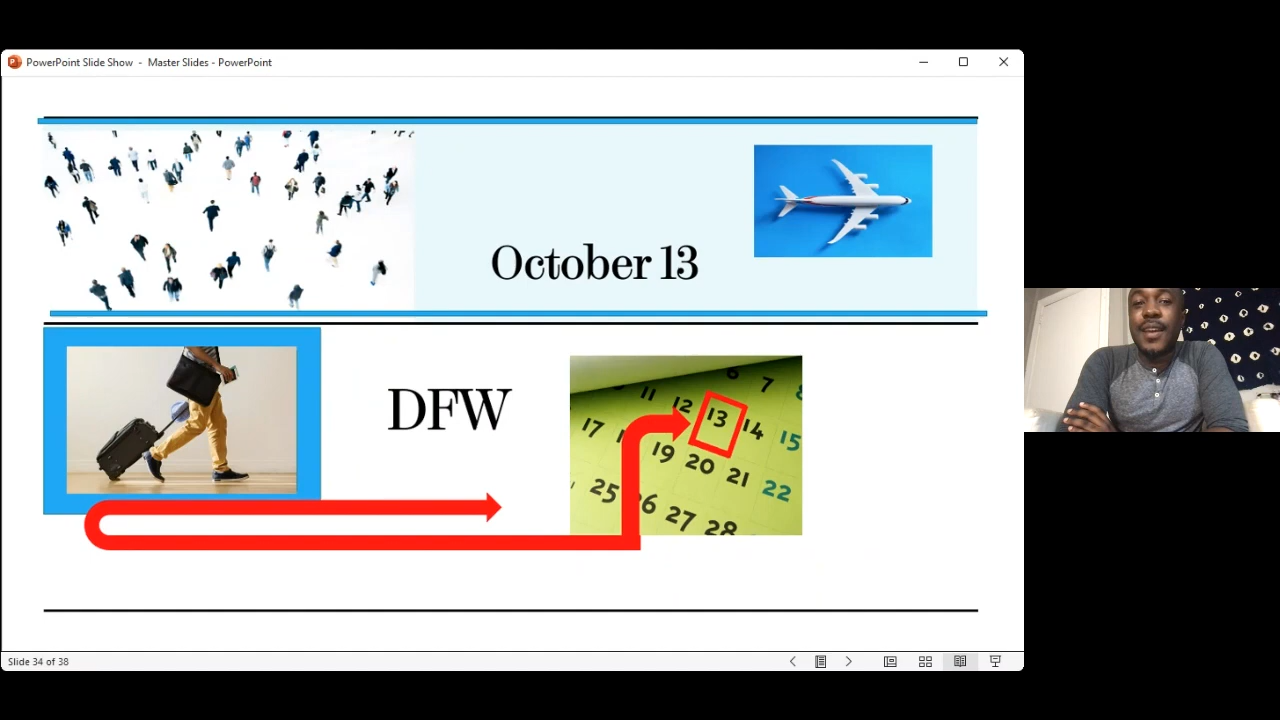 PowerPoint Slide Show - Master Slides - PowerPoint
October 13
DFW
6 7
11 12 13 14 15
17 19 20 21 22
25 26 27 28
Slide 34 of 38